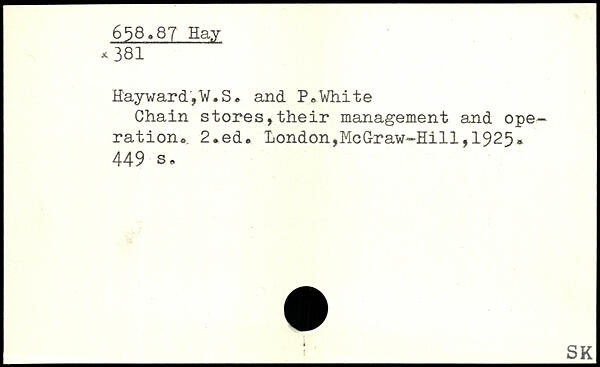 658.87 Hay
x 381
Hayward,W.S. and P.White
Chain stores,their management and ope-
ration. 2.ed. London,McGraw-Hill,1925.
449 s.
SK